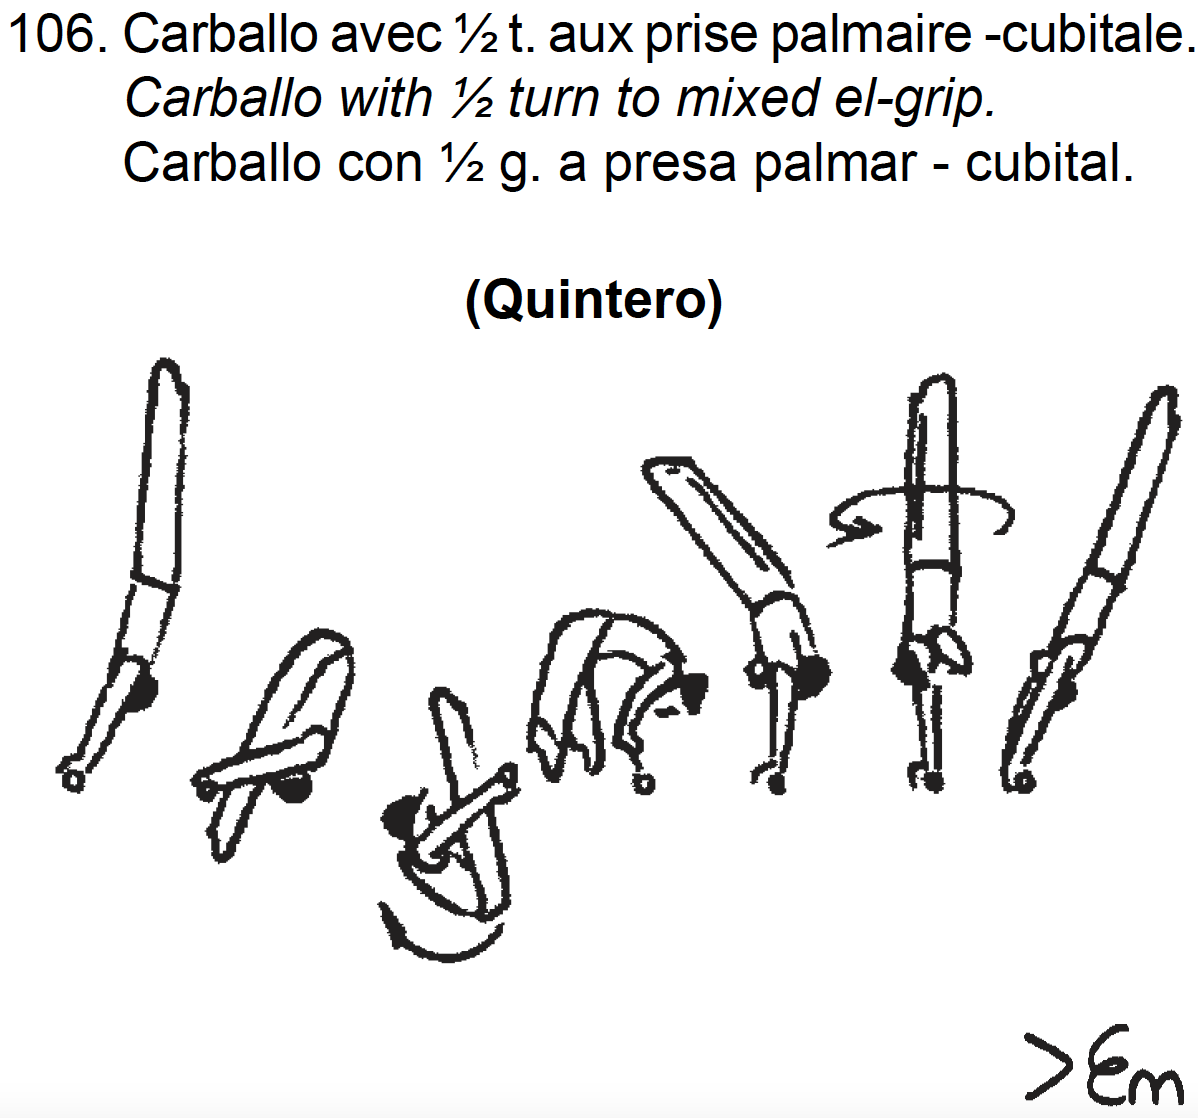 106. Carballo avec ½ t. aux prise palmaire -cubitale.
Carballo with ½ turn to mixed el-grip.
Carballo con ½ g. a presa palmar - cubital.
(Quintero)